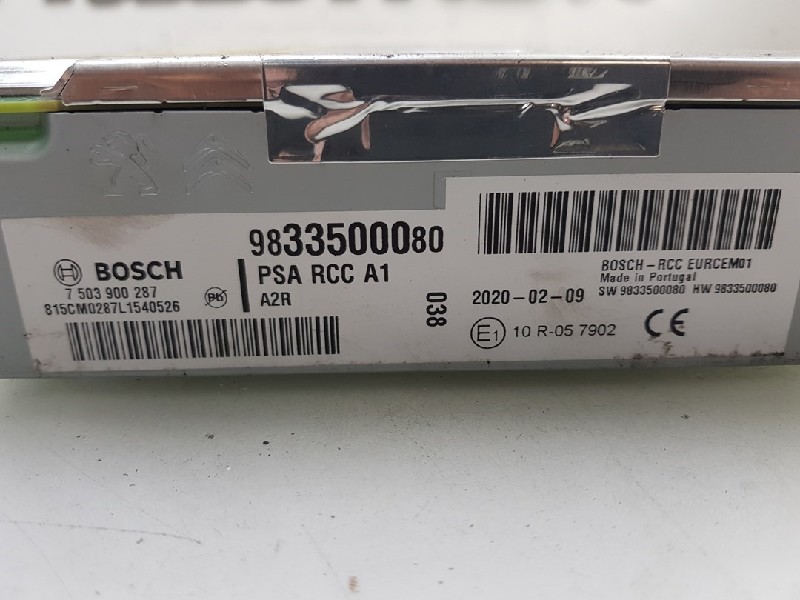 9833500080
BOSCH
PSA RCC A1
7 503 900 287
A2R
815CM0287L1540526
Pb
038
BOSCH-RCC EURCEM01
Made in Portugal
2020-02-09
SW 9833500080 HW 9833500080
E1 10 R-05 7902 CE